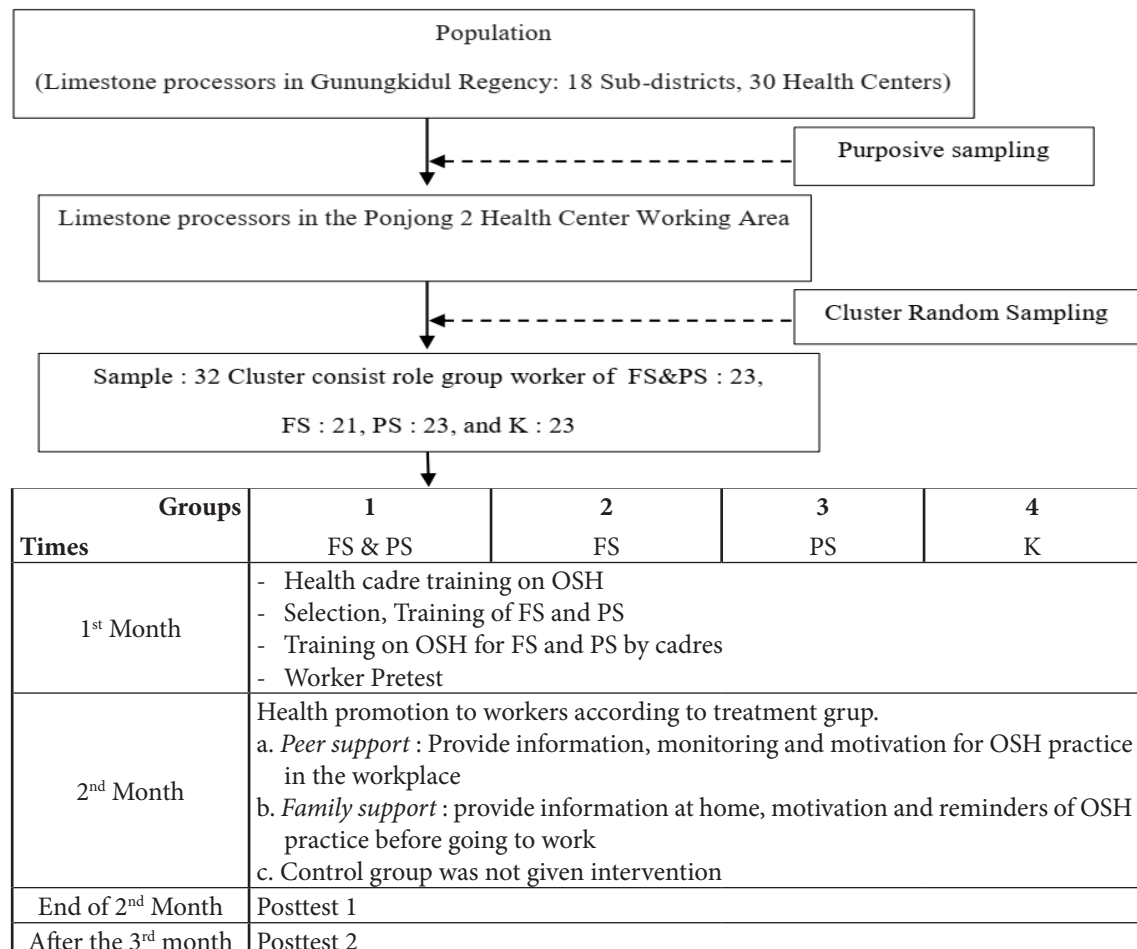 Population
(Limestone processors in Gunungkidul Regency: 18 Sub-districts, 30 Health Centers)
Purposive sampling
Limestone processors in the Ponjong 2 Health Center Working Area
Cluster Random Sampling
Sample : 32 Cluster consist role group worker of FS&PS : 23,
FS : 21, PS : 23, and K : 23
Groups 1 2 3 4
Times FS & PS FS PS K
- Health cadre training on OSH
- Selection, Training of FS and PS
1st Month
- Training on OSH for FS and PS by cadres
- Worker Pretest
Health promotion to workers according to treatment grup.
a. Peer support : Provide information, monitoring and motivation for OSH practice
in the workplace
2nd Month
b. Family support : provide information at home, motivation and reminders of OSH
practice before going to work
c. Control group was not given intervention
End of 2nd Month Posttest 1
After the 3rd month Posttest 2